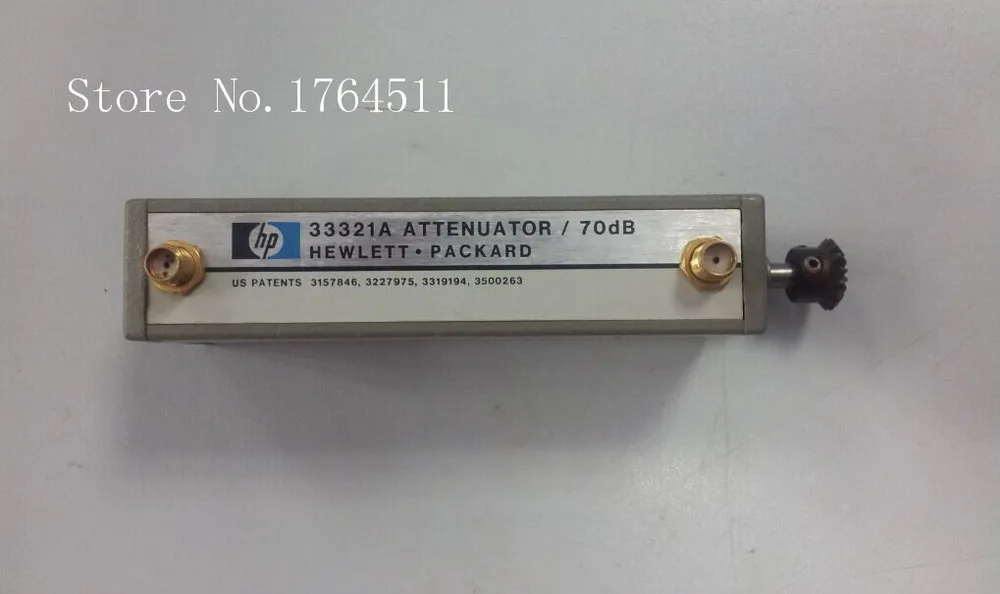 Store No.1764511
hp 33321A ATTENUATOR / 70dB
HEWLETT • PACKARD
US PATENTS 3157846, 3227975, 3319194, 3500263